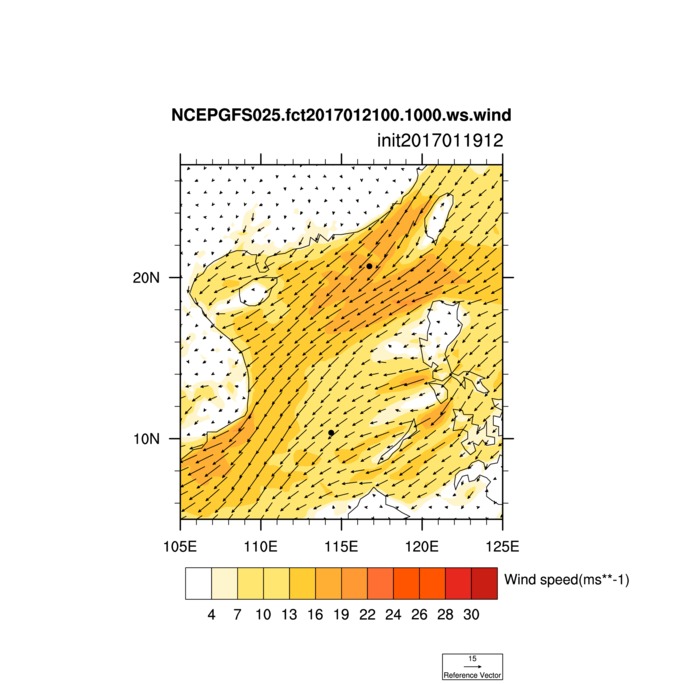 NCEPGFS025.fct2017012100.1000.ws.wind
init2017011912
20N
10N
105E 110E 115E 120E 125E
Wind speed(ms**-1)
4 7 10 13 16 19 22 24 26 28 30
15
Reference Vector